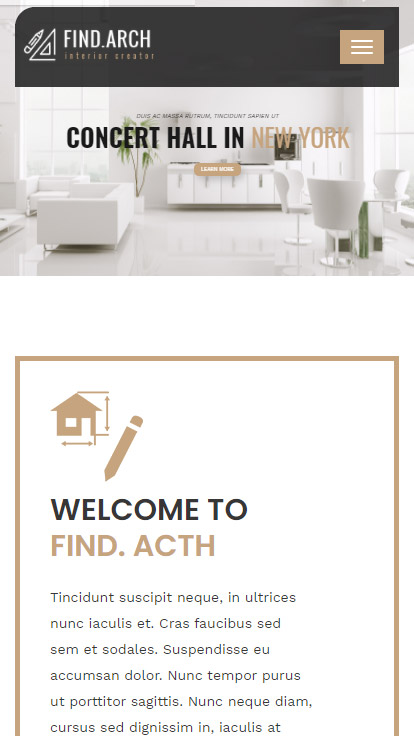 FIND.ARCH
interior creator
DUIS AC MASSA RUTRUM, TINCIDUNT SAPIEN UT
CONCERT HALL IN NEW YORK
LEARN MORE
WELCOME TO
FIND. ACTH
Tincidunt suscipit neque, in ultrices
nunc iaculis et. Cras faucibus sed
sem et sodales. Suspendisse eu
accumsan dolor. Nunc tempor purus
ut porttitor sagittis. Nunc neque diam,
cursus sed dignissim in, iaculis at